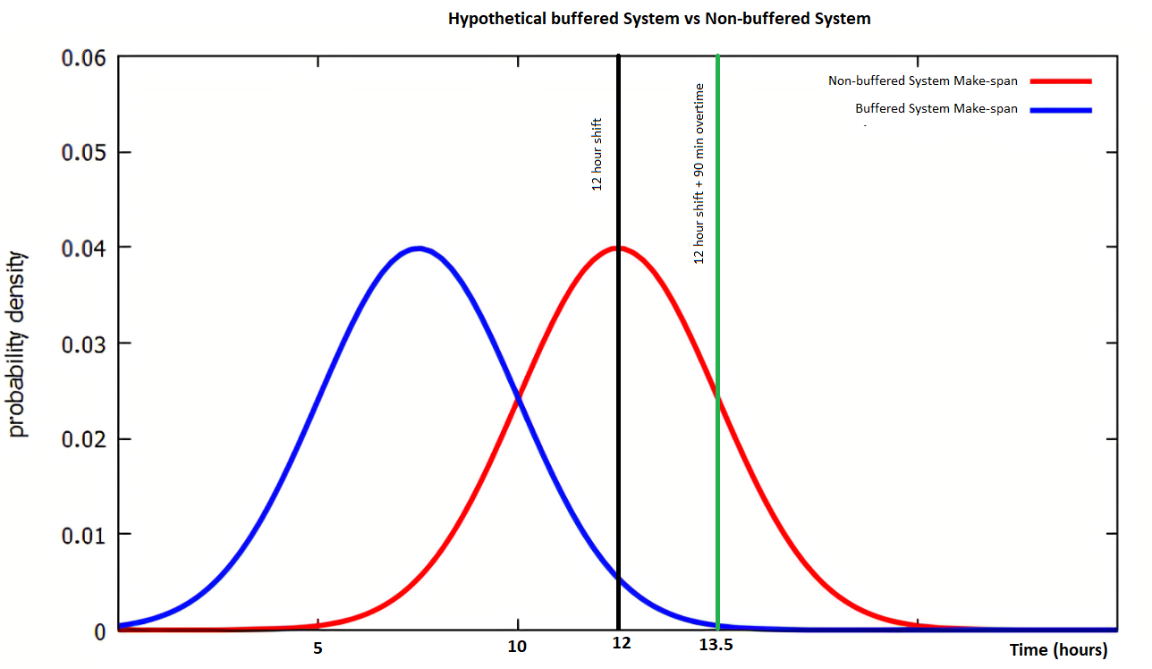 Hypothetical buffered System vs Non-buffered System
0.06
0.05
0.04
0.03
0.02
0.01
0
probability density
12 hour shift
12 hour shift + 90 min overtime
Non-buffered System Make-span
Buffered System Make-span
5
10
12
13.5
Time (hours)